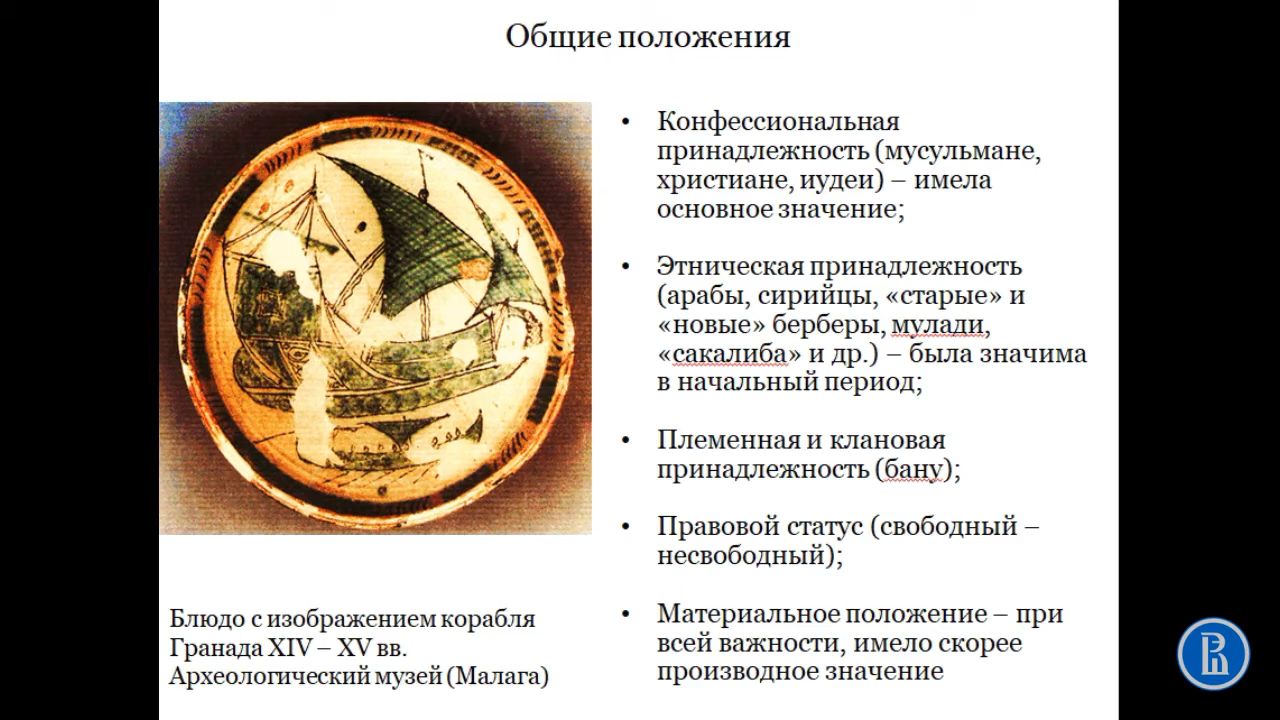 Общие положения
• Конфессиональная
принадлежность (мусульмане,
христиане, иудеи) – имела
основное значение;
• Этническая принадлежность
(арабы, сирийцы, «старые» и
«новые» берберы, мулади,
«сакалиба» и др.) – была значима
в начальный период;
• Племенная и клановая
принадлежность (бану);
• Правовой статус (свободный –
несвободный);
• Материальное положение – при
всей важности, имело скорее
производное значение
Блюдо с изображением корабля
Гранада XIV – XV вв.
Археологический музей (Малага)